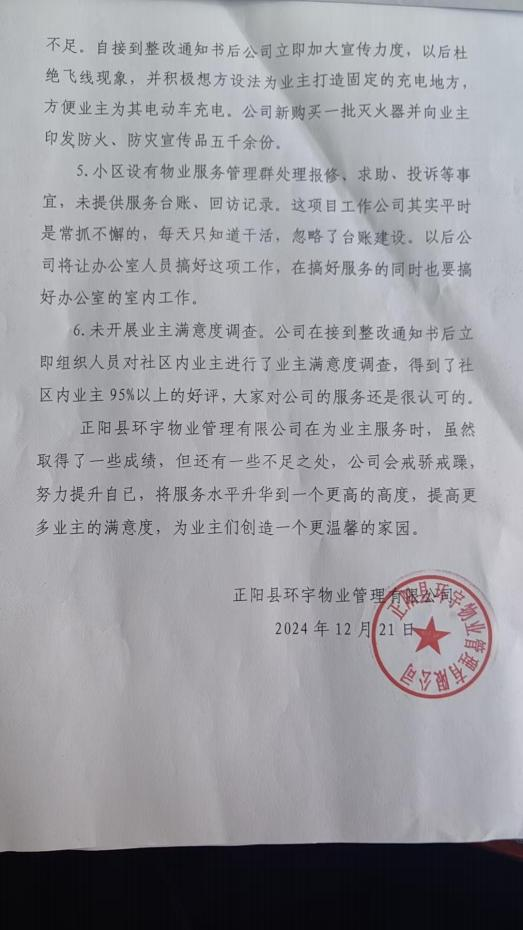 不足。自接到整改通知书后公司立即加大宣传力度，以后杜
绝飞线现象，并积极想方设法为业主打造固定的充电地方，
方便业主为其电动车充电。公司新购买一批灭火器并向业主
印发防火、防灾宣传品五千余份。
5.小区设有物业服务管理群处理报修、求助、投诉等事
宜，未提供服务台账、回访记录。这项目工作公司其实平时
是常抓不懈的，每天只知道干活，忽略了台账建设。以后公
司将让办公室人员搞好这项工作，在搞好服务的同时也要搞
好办公室的室内工作。
6.未开展业主满意度调查。公司在接到整改通知书后立
即组织人员对社区内业主进行了业主满意度调查，得到了社
区内业主95%以上的好评，大家对公司的服务还是很认可的。
正阳县环宇物业管理有限公司在为业主服务时，虽然
取得了一些成绩，但还有一些不足之处，公司会戒骄戒躁，
努力提升自已，将服务水平升华到一个更高的高度，提高更
多业主的满意度，为业主们创造一个更温馨的家园。
正阳县环宇物业管理有限公司
2024年12月21日
正阳县环宇物业管理有限公司